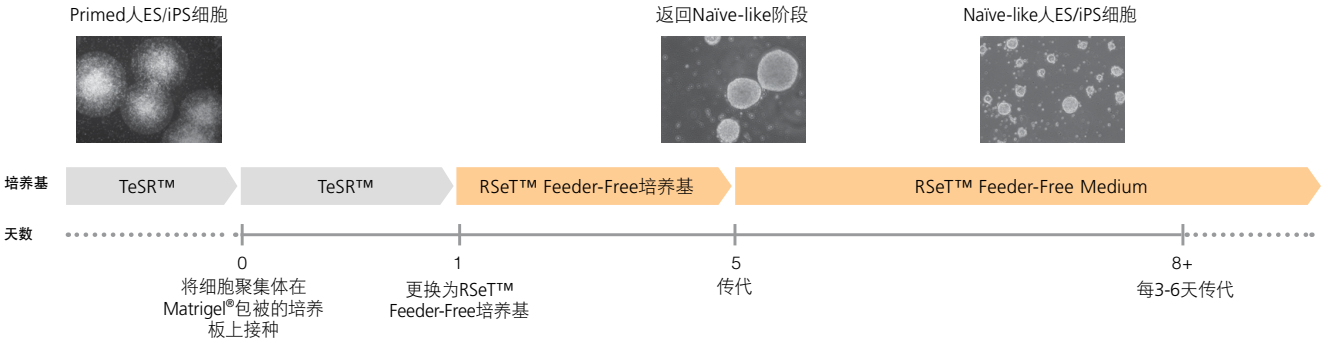 Primed人ES/iPS细胞
返回Naïve-like阶段
Naïve-like人ES/iPS细胞
培养基
TeSR™
TeSR™
RSeT™ Feeder-Free培养基
RSeT™ Feeder-Free Medium
天数
0
1
5
8+
将细胞聚集体在
Matrigel®包被的培养
板上接种
更换为RSeT™
Feeder-Free培养基
传代
每3-6天传代